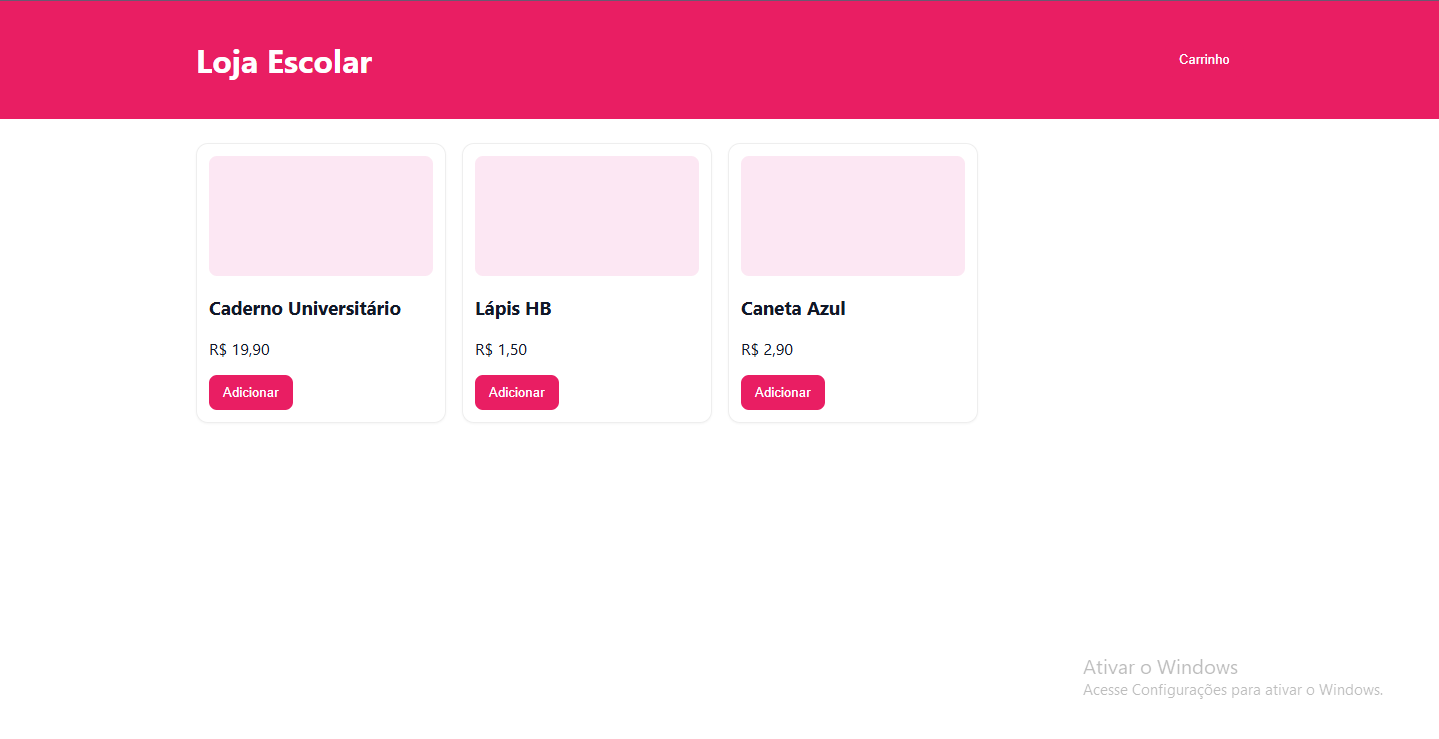 Loja Escolar
Carrinho
Caderno Universitário
R$ 19,90
Adicionar
Lápis HB
R$ 1,50
Adicionar
Caneta Azul
R$ 2,90
Adicionar
Ativar o Windows
Acesse Configurações para ativar o Windows.